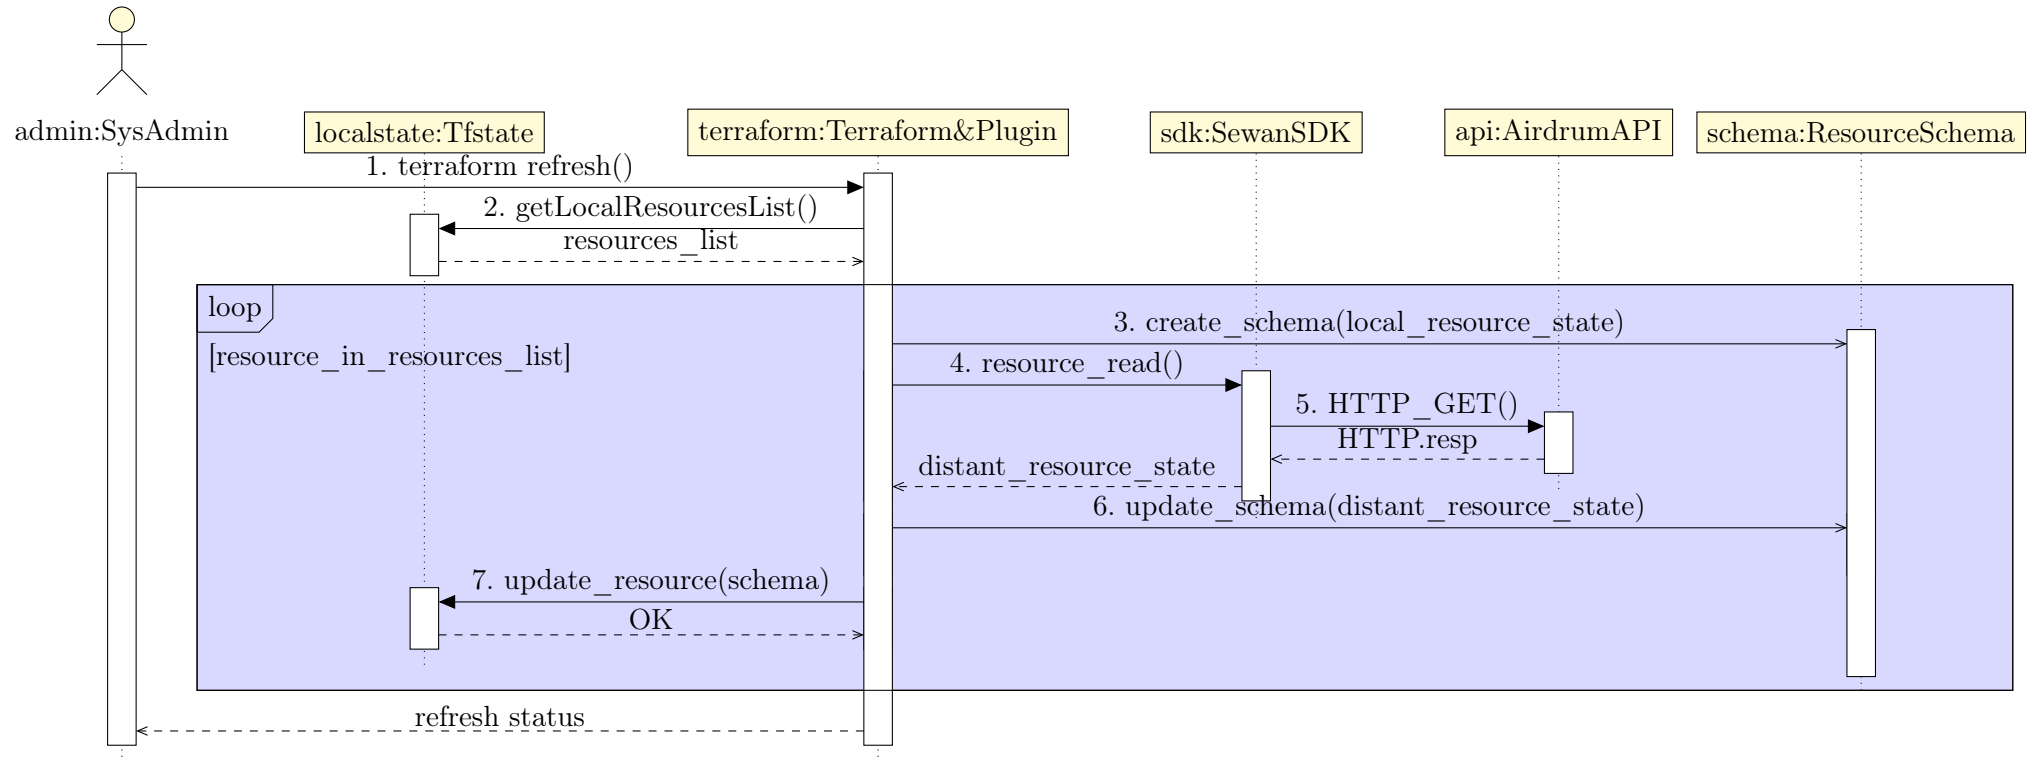 admin:SysAdmin
localstate:Tfstate
terraform:Terraform&Plugin
sdk:SewanSDK
api:AirdrumAPI
schema:ResourceSchema
1. terraform refresh()
2. getLocalResourcesList()
resources_list
loop
[resource_in_resources_list]
3. create_schema(local_resource_state)
4. resource_read()
5. HTTP_GET()
HTTP.resp
distant_resource_state
6. update_schema(distant_resource_state)
7. update_resource(schema)
OK
refresh status